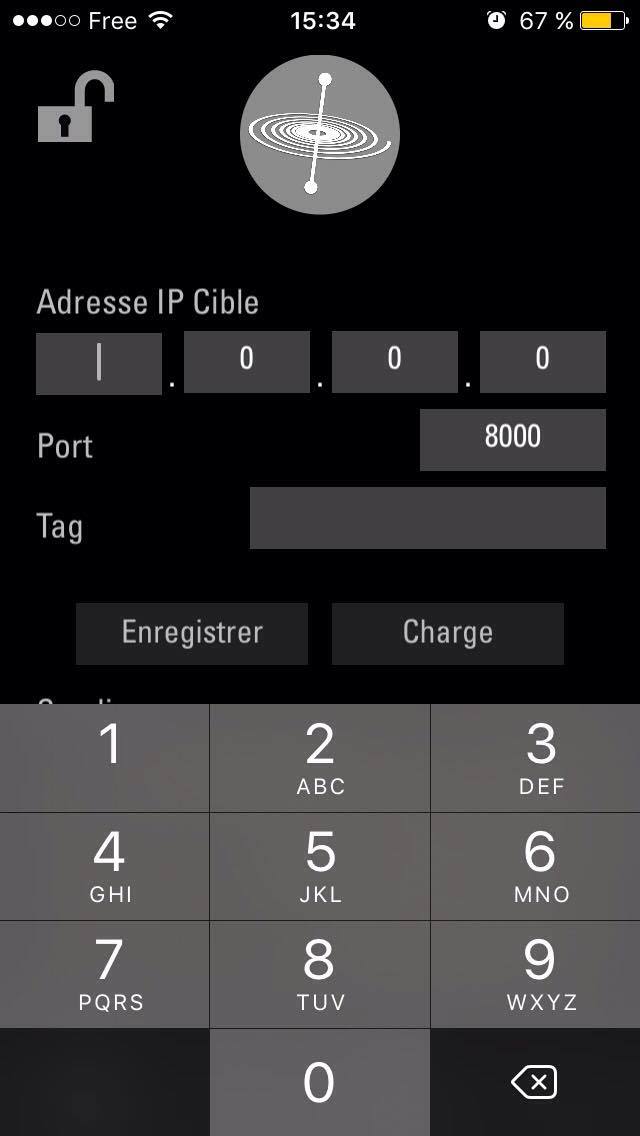 ●●●○○ Free 15:34 67 %
Adresse IP Cible
. 0 . 0 . 0
Port 8000
Tag
Enregistrer Charge
1 2 3
ABC DEF
4 5 6
GHI JKL MNO
7 8 9
PQRS TUV WXYZ
0